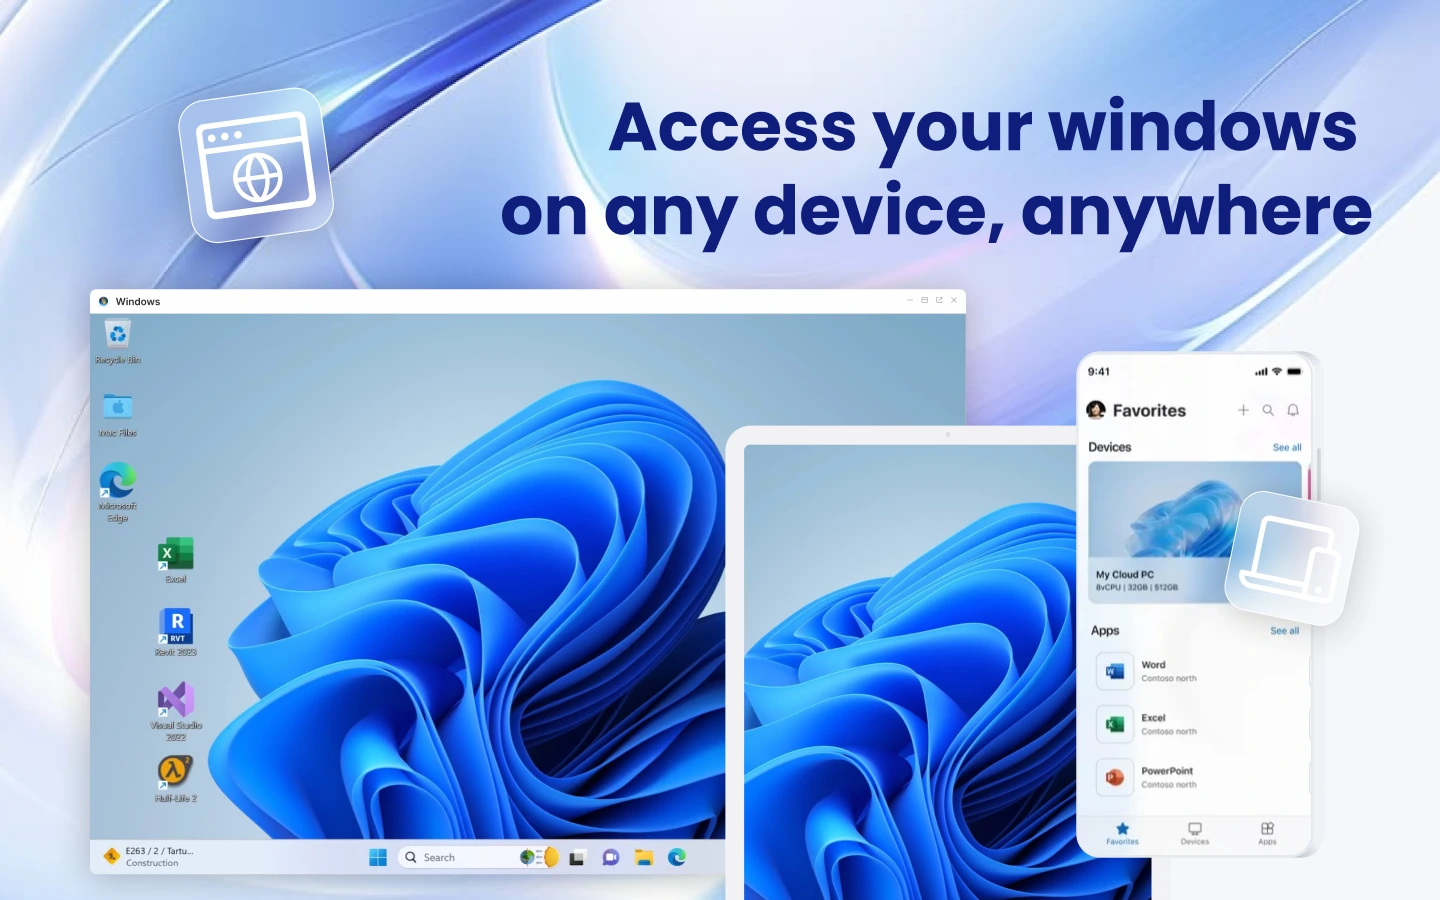 Access your windows
on any device, anywhere
Windows
Recycle Bin
Mac Files
Microsoft
Edge
Excel
X
R
RVT
Revit 2023
Visual Studio
2022
Half-Life 2
E263 / 2 / Tartu...
Construction
Search
9:41
Favorites
Devices
See all
My Cloud PC
8vCPU | 32GB | 512GB
Apps
See all
Word
Contoso north
Excel
Contoso north
PowerPoint
Contoso north
Favorites
Devices
Apps